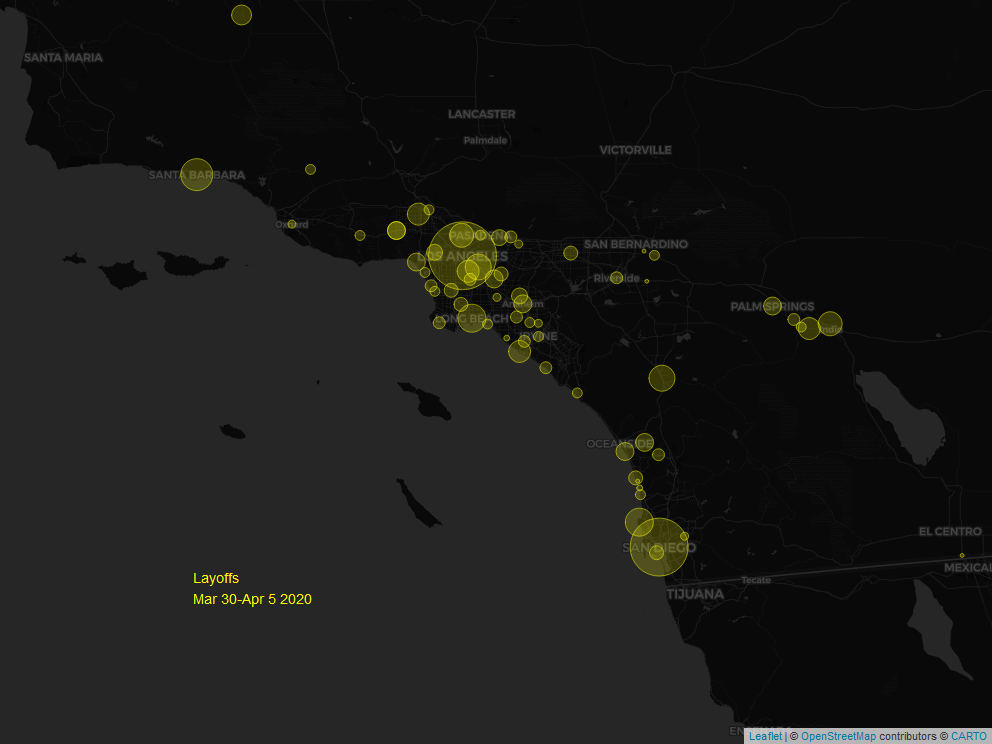 SANTA MARIA
LANCASTER
Palmdale
VICTORVILLE
SANTA BARBARA
Oxnard
PASADENA
SAN BERNARDINO
LOS ANGELES
Riverside
PALM SPRINGS
Anaheim
LONG BEACH
Indio
IRVINE
OCEANSIDE
EL CENTRO
SAN DIEGO
MEXICAL
Tecate
Layoffs
TIJUANA
Mar 30-Apr 5 2020
Leaflet | © OpenStreetMap contributors © CARTO